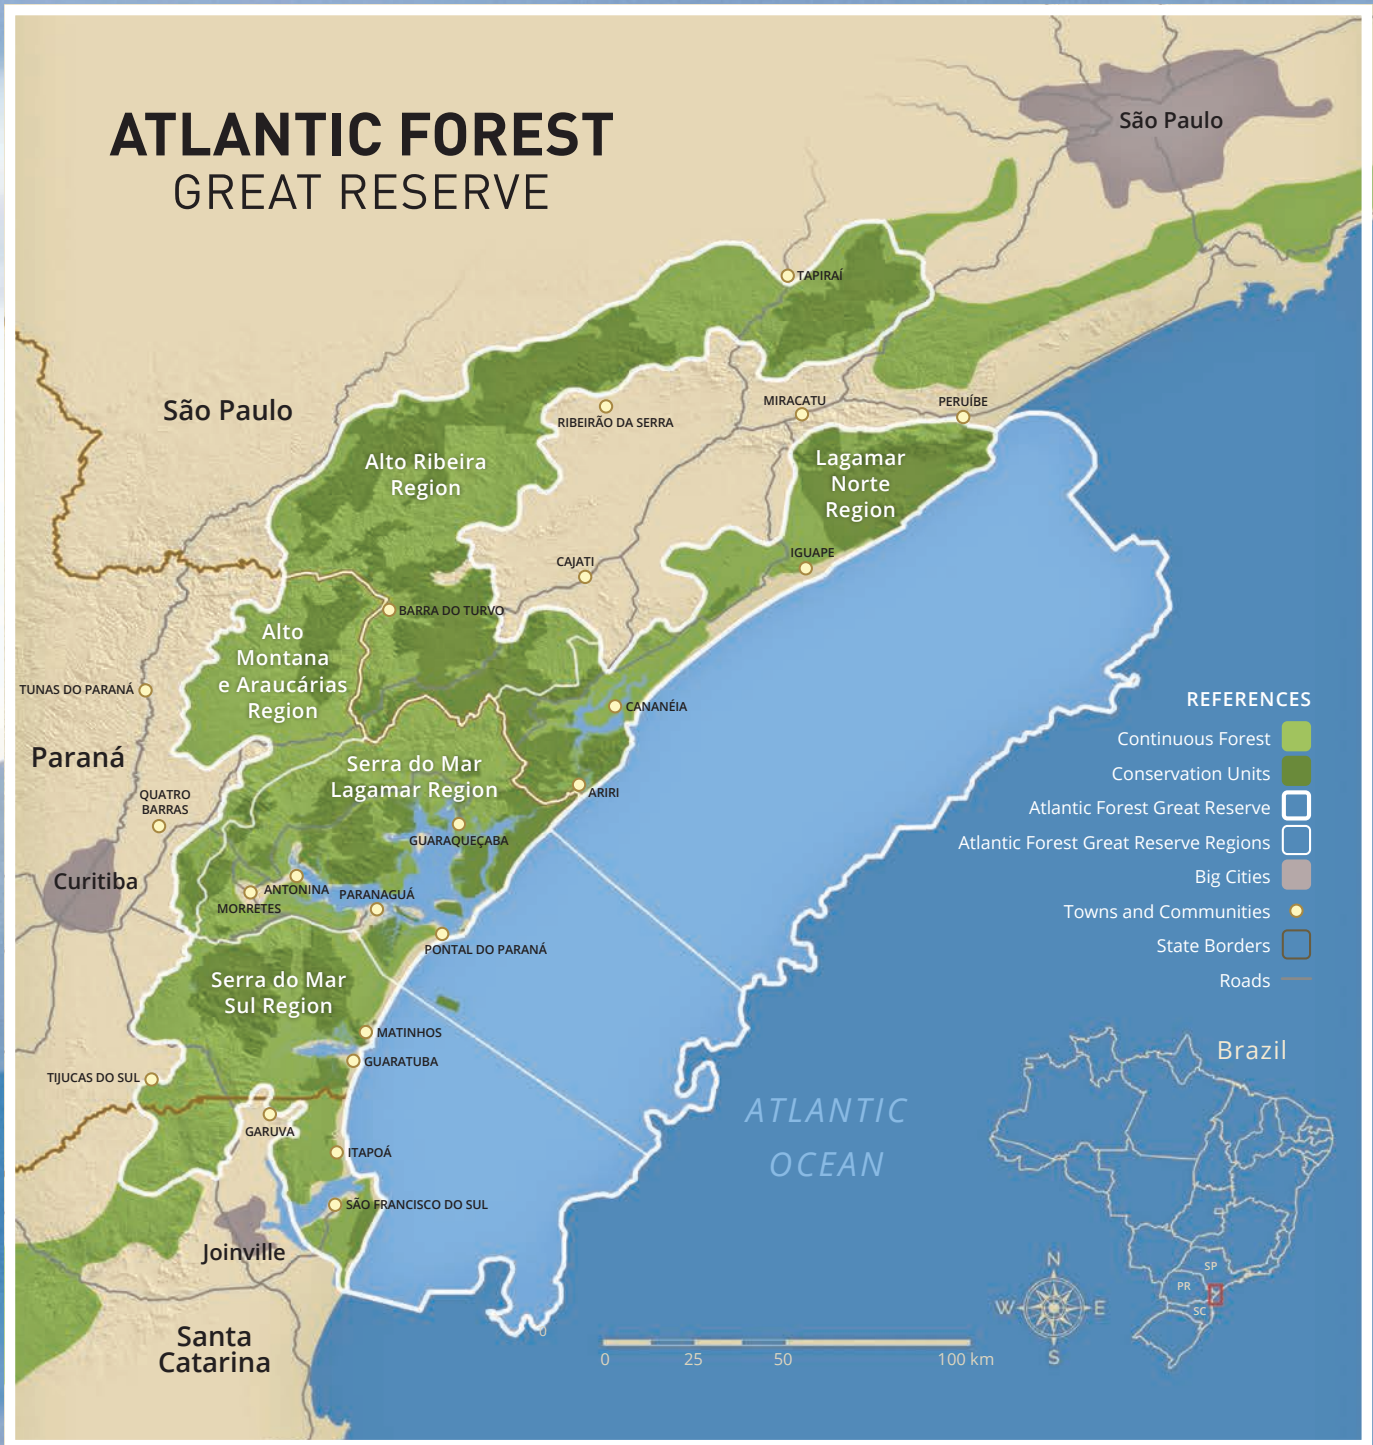 ATLANTIC FOREST
GREAT RESERVE
São Paulo
TAPIRAÍ
São Paulo
RIBEIRÃO DA SERRA
MIRACATU
PERUÍBE
Alto Ribeira
Region
Lagamar
Norte
Region
IGUAPE
CAJATI
BARRA DO TURVO
Alto
Montana
e Araucárias
Region
TUNAS DO PARANÁ
CANANÉIA
Paraná
Serra do Mar
Lagamar Region
ARIRI
QUATRO
BARRAS
GUARAQUEÇABA
Curitiba
ANTONINA
PARANAGUÁ
MORRETES
PONTAL DO PARANÁ
Serra do Mar
Sul Region
MATINHOS
GUARATUBA
TIJUCAS DO SUL
GARUVA
ITAPOÁ
SÃO FRANCISCO DO SUL
Joinville
Santa
Catarina
ATLANTIC
OCEAN
REFERENCES
Continuous Forest
Conservation Units
Atlantic Forest Great Reserve
Atlantic Forest Great Reserve Regions
Big Cities
Towns and Communities
State Borders
Roads
Brazil
SP
PR
SC
N
W
E
S
0
0
25
50
100 km